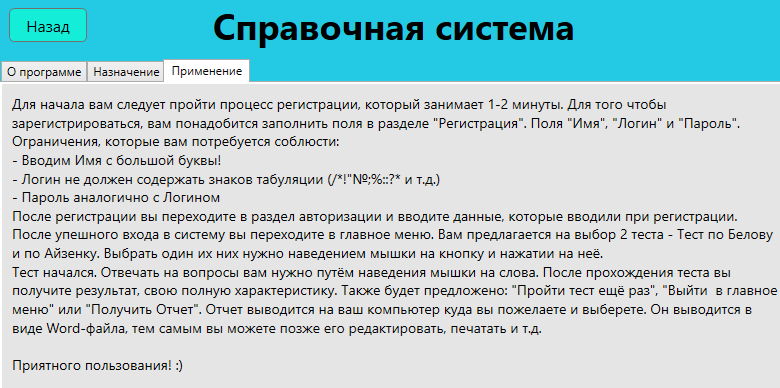 Назад
Справочная система
О программе
Назначение
Применение
Для начала вам следует пройти процесс регистрации, который занимает 1-2 минуты. Для того чтобы
зарегистрироваться, вам понадобится заполнить поля в разделе "Регистрация". Поля "Имя", "Логин" и "Пароль".
Ограничения, которые вам потребуется соблюсти:
- Вводим Имя с большой буквы!
- Логин не должен содержать знаков табуляции (/*!"№;%::?* и т.д.)
- Пароль аналогично с Логином
После регистрации вы переходите в раздел авторизации и вводите данные, которые вводили при регистрации.
После упешного входа в систему вы переходите в главное меню. Вам предлагается на выбор 2 теста - Тест по Белову
и по Айзенку. Выбрать один их них нужно наведением мышки на кнопку и нажатии на неё.
Тест начался. Отвечать на вопросы вам нужно путём наведения мышки на слова. После прохождения теста вы
получите результат, свою полную характеристику. Также будет предложено: "Пройти тест ещё раз", "Выйти  в главное
меню" или "Получить Отчет". Отчет выводится на ваш компьютер куда вы пожелаете и выберете. Он выводится в
виде Word-файла, тем самым вы можете позже его редактировать, печатать и т.д.
Приятного пользования! :)